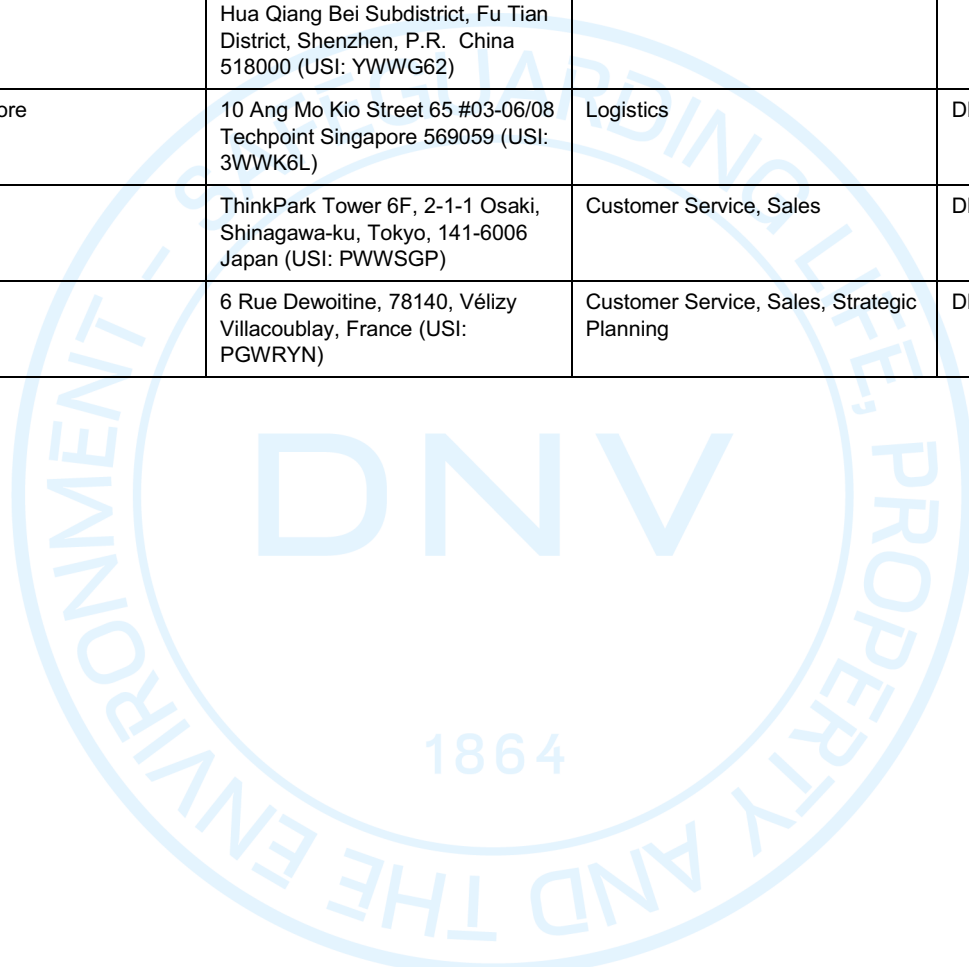 Hua Qiang Bei Subdistrict, Fu Tian
District, Shenzhen, P.R. China
518000 (USI: YWWG62)
ore
10 Ang Mo Kio Street 65 #03-06/08
Techpoint Singapore 569059 (USI:
3WWK6L)
Logistics
ThinkPark Tower 6F, 2-1-1 Osaki,
Shinagawa-ku, Tokyo, 141-6006
Japan (USI: PWWSGP)
Customer Service, Sales
6 Rue Dewoitine, 78140, Vélizy
Villacoublay, France (USI:
PGWRYN)
Customer Service, Sales, Strategic
Planning
SAFEGUARDING LIFE, PROPERTY AND THE ENVIRONMENT –
DNV
1864